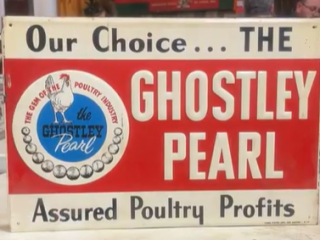 Our Choice... THE
THE GEM OF THE POULTRY INDUSTRY
the
GHOSTLEY
Pearl
GHOSTLEY
PEARL
Assured Poultry Profits